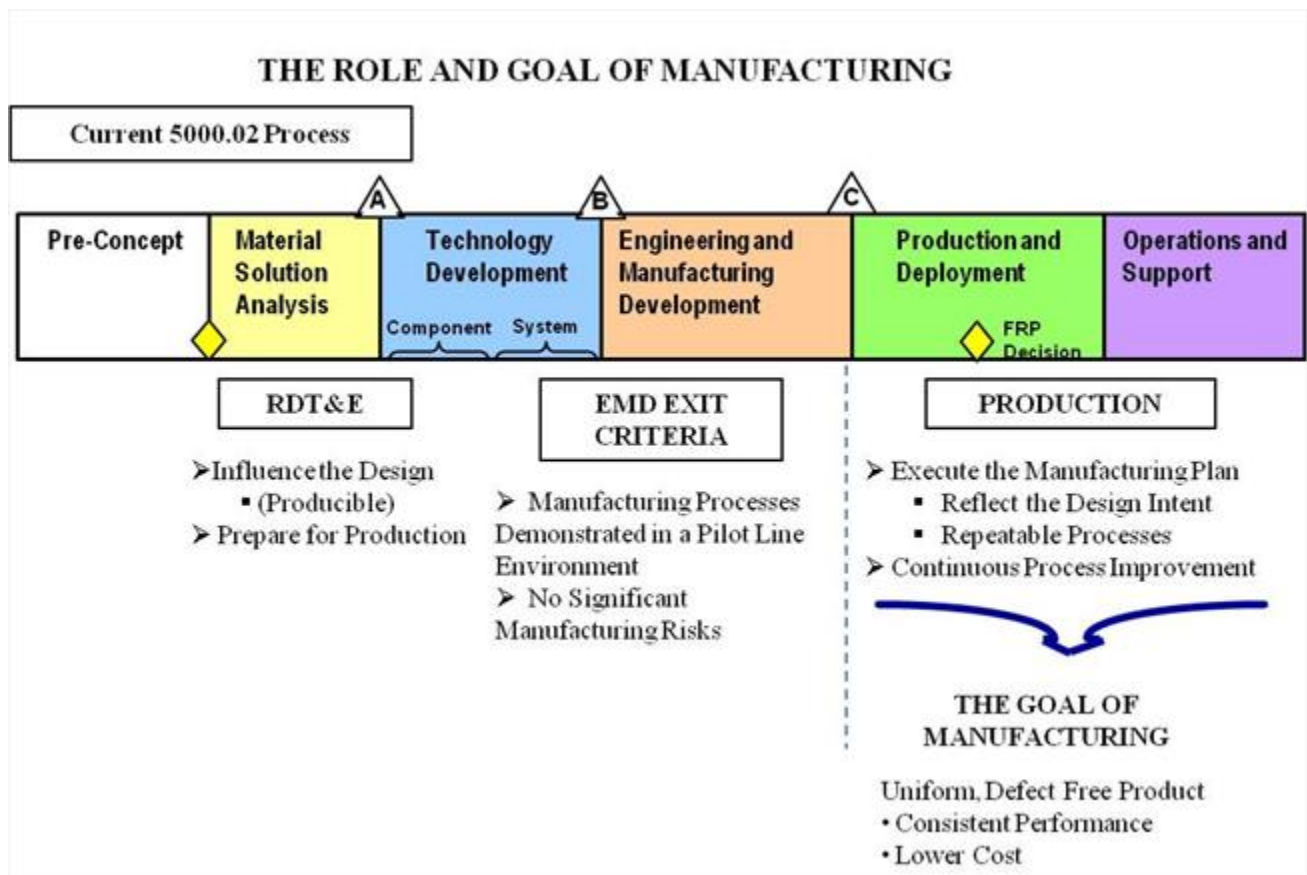 THE ROLE AND GOAL OF MANUFACTURING
Current 5000.02 Process
A
B
C
Pre-Concept
Material
Solution
Analysis
Technology
Development
Component
System
Engineering and
Manufacturing
Development
Production and
Deployment
FRP
Decision
Operations and
Support
RDT&E
➢Influence the Design
▪ (Producible)
➢ Prepare for Production
EMD EXIT
CRITERIA
➢ Manufacturing Processes
Demonstrated in a Pilot Line
Environment
➢ No Significant
Manufacturing Risks
PRODUCTION
➢ Execute the Manufacturing Plan
▪ Reflect the Design Intent
▪ Repeatable Processes
➢ Continuous Process Improvement
THE GOAL OF
MANUFACTURING
Uniform, Defect Free Product
• Consistent Performance
• Lower Cost